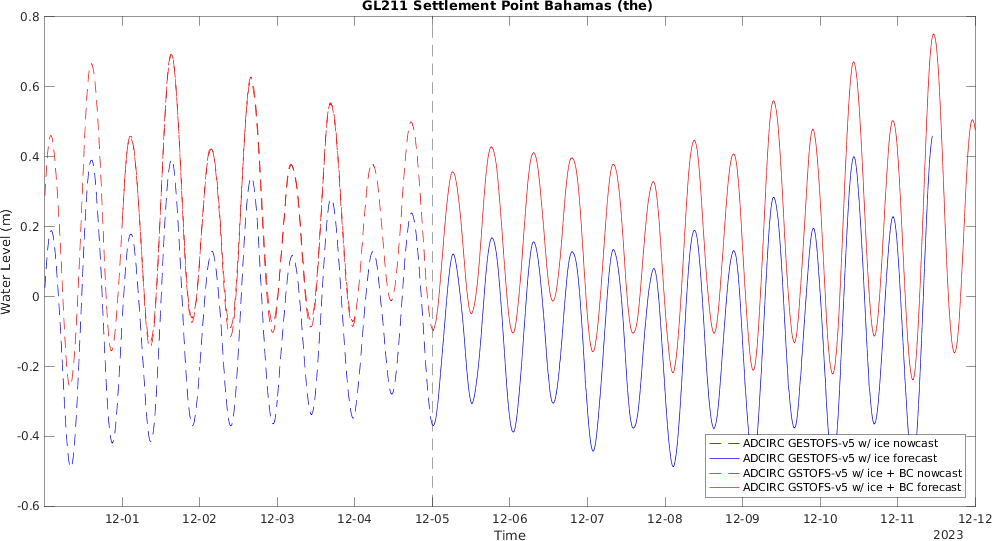 GL211 Settlement Point Bahamas (the)
0.8
0.6
0.4
0.2
0
-0.2
-0.4
-0.6
Water Level (m)
12-01 12-02 12-03 12-04 12-05 12-06 12-07 12-08 12-09 12-10 12-11 12-12
Time
2023
ADCIRC GESTOFS-v5 w/ ice nowcast
ADCIRC GESTOFS-v5 w/ ice forecast
ADCIRC GSTOFS-v5 w/ ice + BC nowcast
ADCIRC GSTOFS-v5 w/ ice + BC forecast